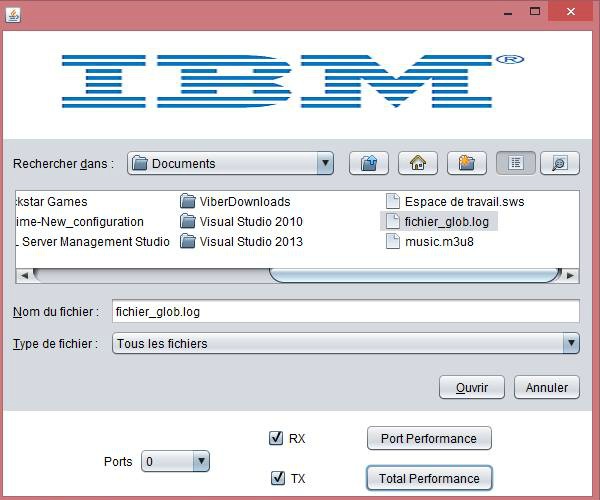 IBM®
Rechercher dans : Documents
ckstar Games ViberDownloads Espace de travail.sws
ime-New_configuration Visual Studio 2010 fichier_glob.log
L Server Management Studio Visual Studio 2013 music.m3u8
Nom du fichier : fichier_glob.log
Type de fichier : Tous les fichiers
Ouvrir Annuler
RX Port Performance
Ports 0
TX Total Performance